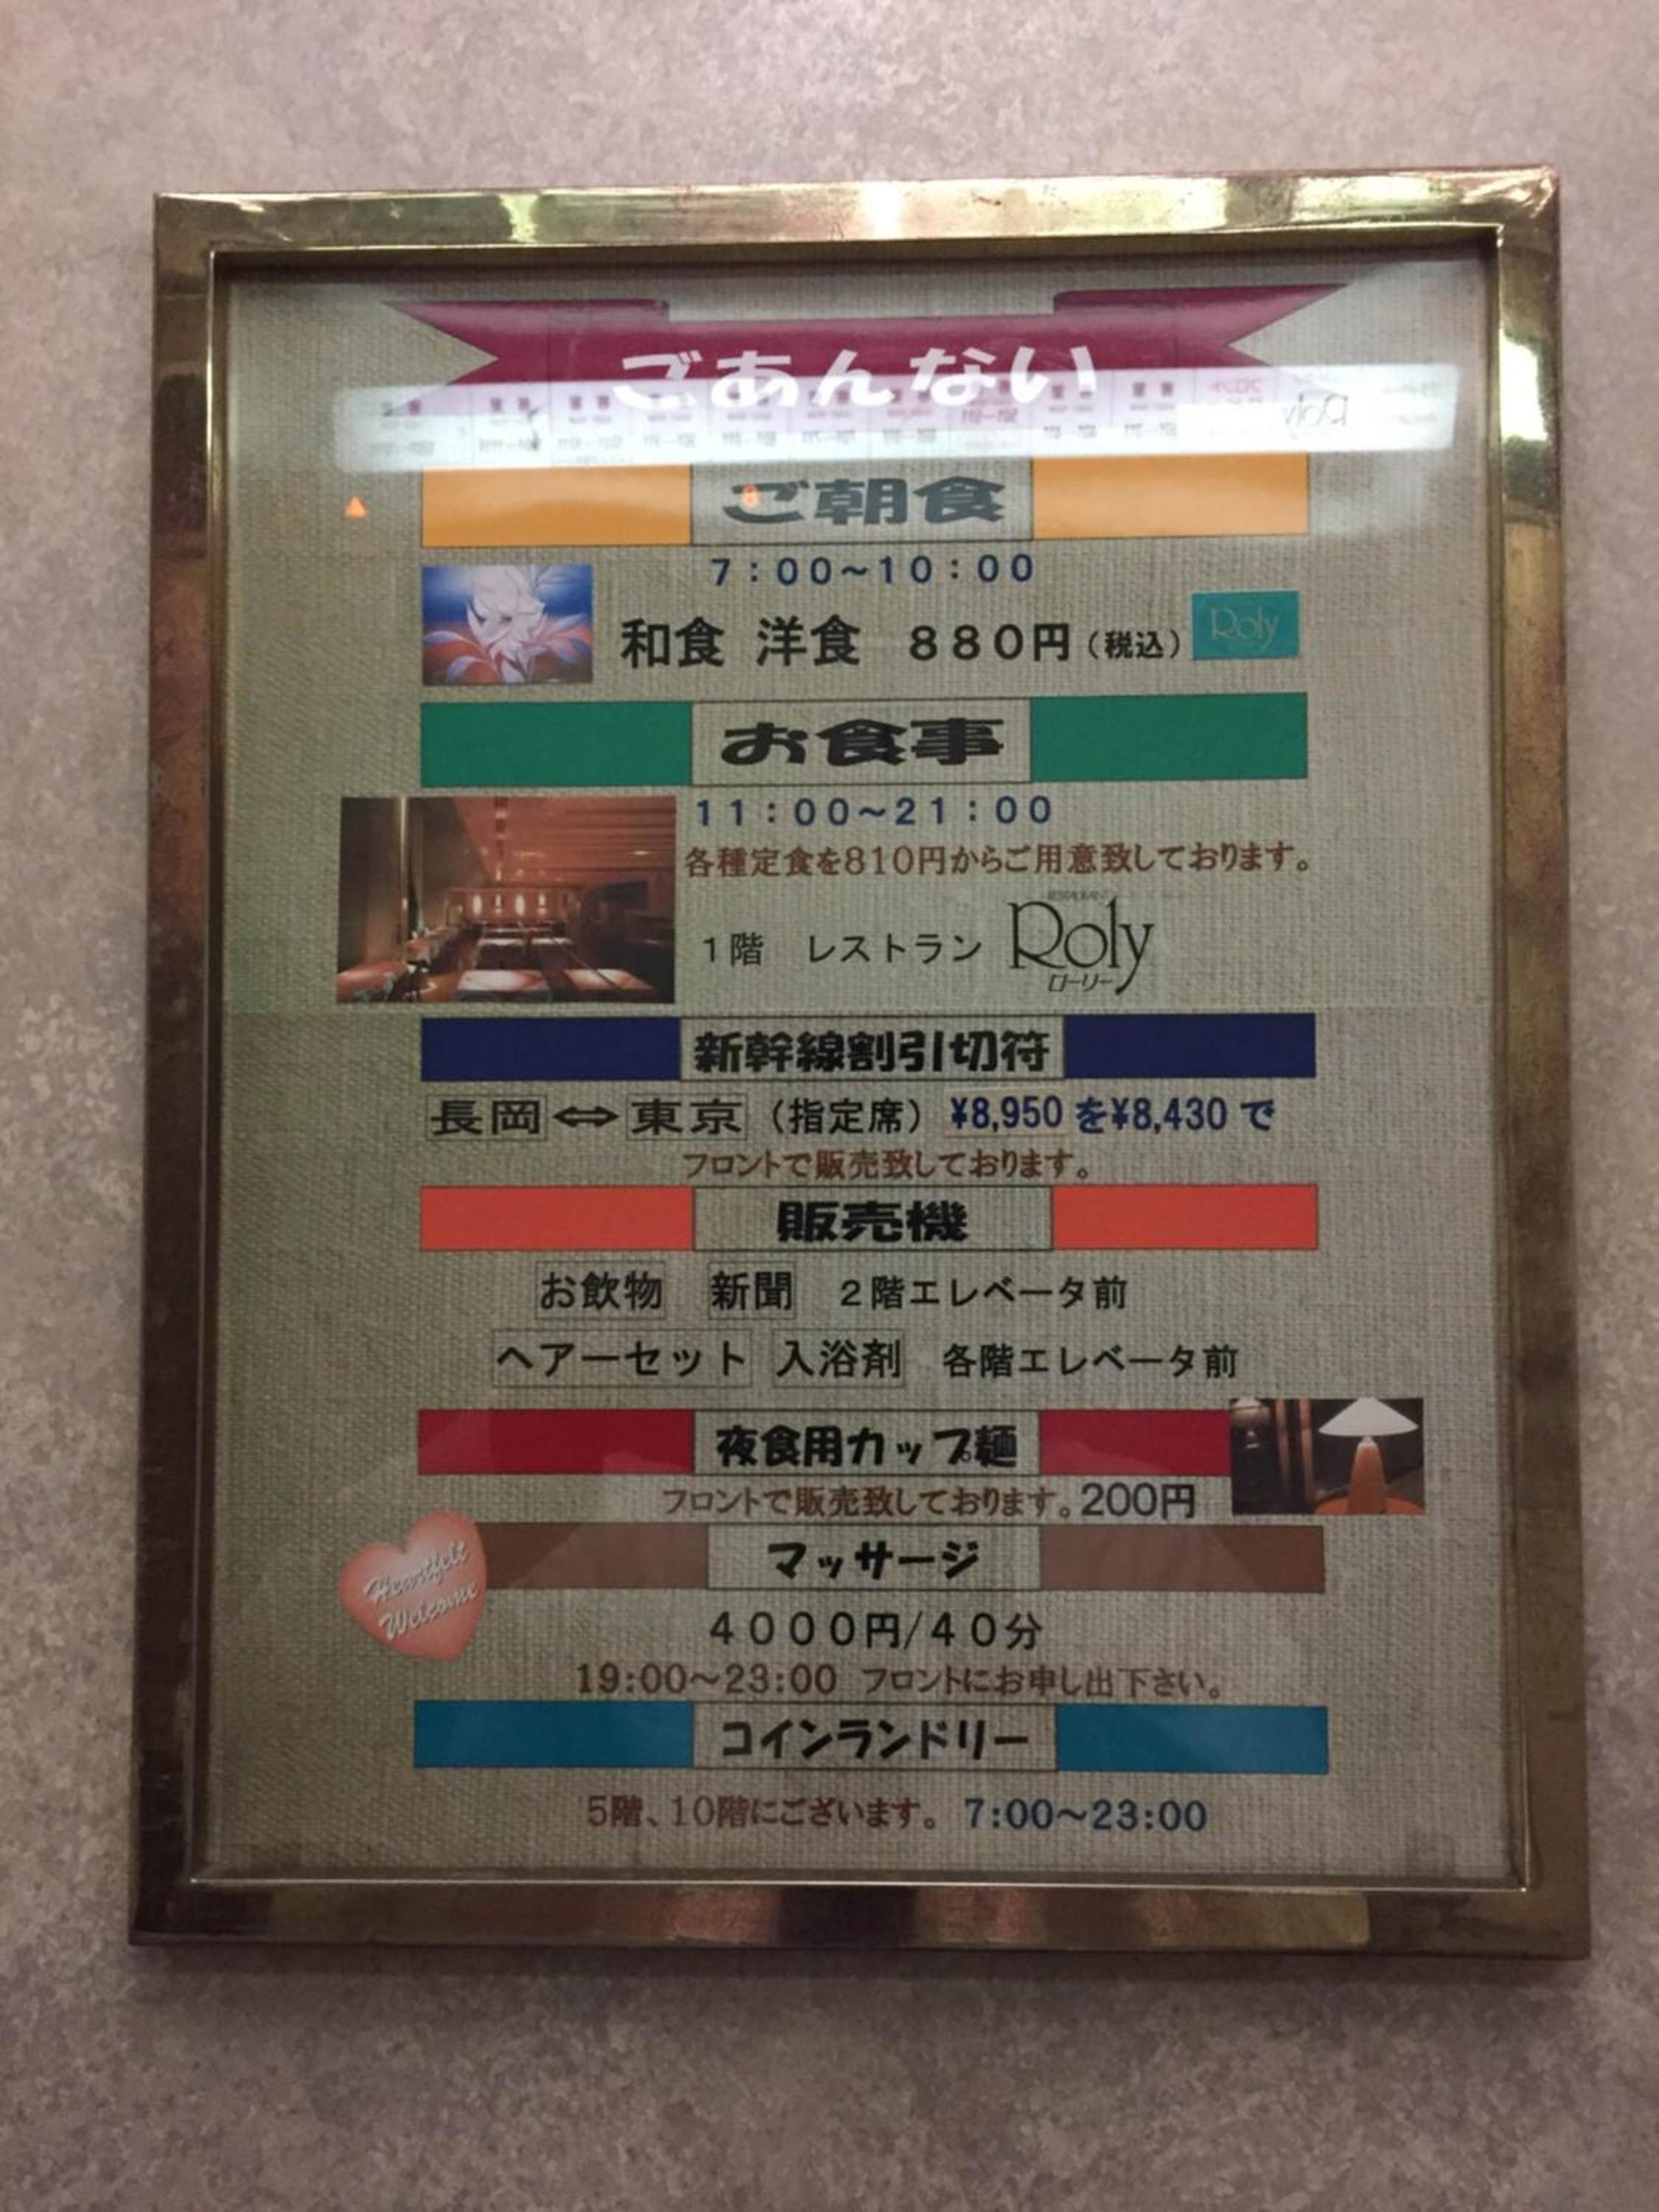 ごあんない
ご朝食
7:00~10:00
和食 洋食 880円(税込)
Roly
お食事
11:00~21:00
各種定食を810円からご用意致しております。
1階 レストラン Roly
ローリー
新幹線割引切符
長岡⇔東京(指定席)¥8,950を¥8,430で
フロントで販売致しております。
販売機
お飲物 新聞 2階エレベータ前
ヘアーセット 入浴剤 各階エレベータ前
夜食用カップ麺
フロントで販売致しております。200円
マッサージ
Heartfelt
Welcome
4000円/40分
19:00~23:00 フロントにお申し出下さい。
コインランドリー
5階、10階にございます。 7:00~23:00